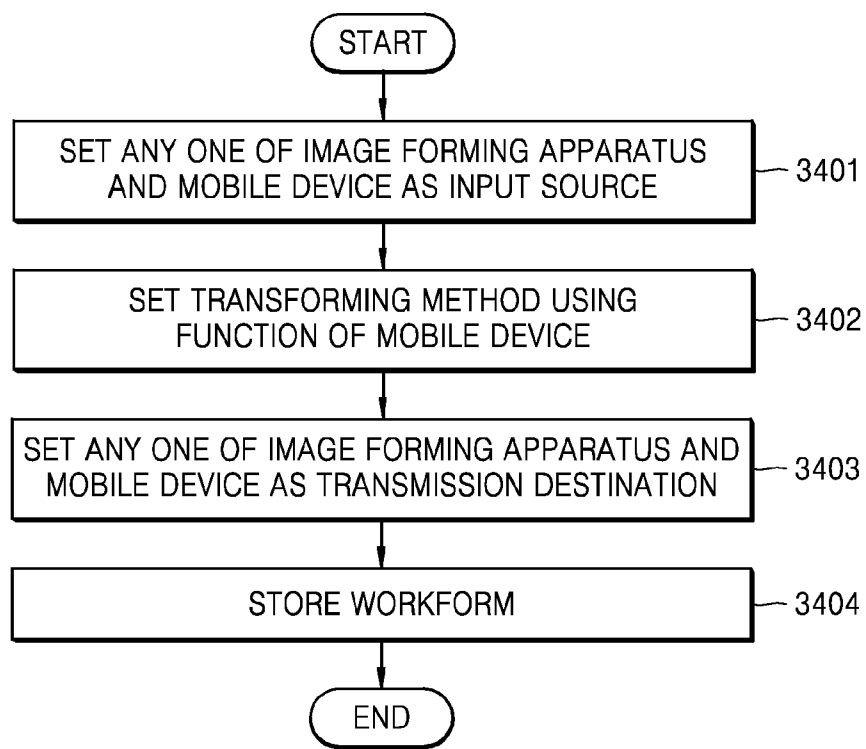 START
SET ANY ONE OF IMAGE FORMING APPARATUS
AND MOBILE DEVICE AS INPUT SOURCE
3401
SET TRANSFORMING METHOD USING
FUNCTION OF MOBILE DEVICE
3402
SET ANY ONE OF IMAGE FORMING APPARATUS AND
MOBILE DEVICE AS TRANSMISSION DESTINATION
3403
STORE WORKFORM
3404
END